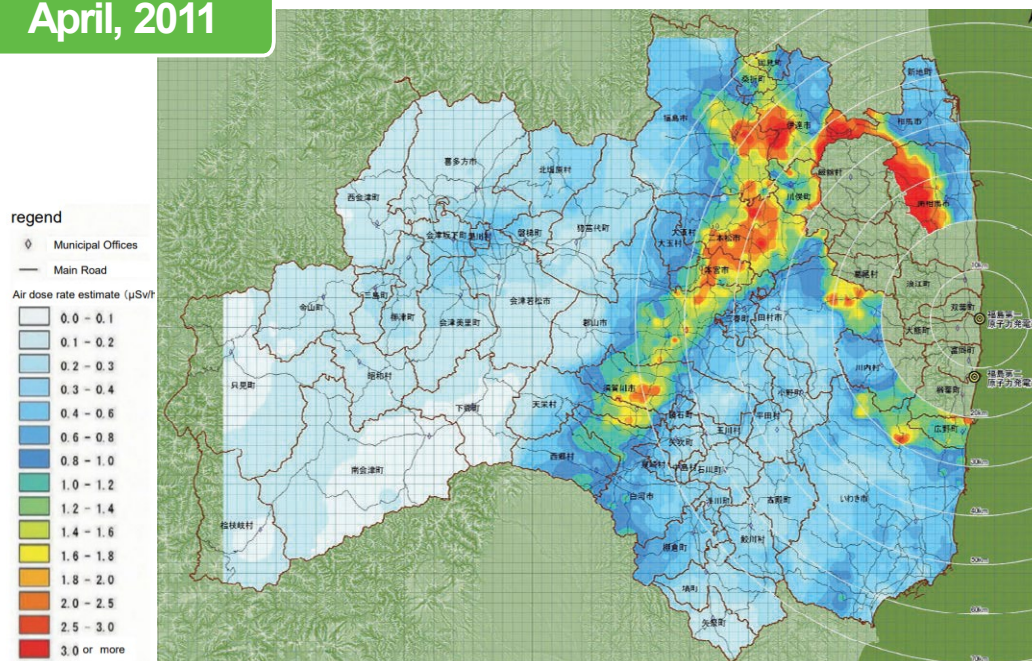 April, 2011
regend
Municipal Offices
Main Road
Air dose rate estimate (μSv/h
0.0 - 0.1
0.1 - 0.2
0.2 - 0.3
0.3 - 0.4
0.4 - 0.6
0.6 - 0.8
0.8 - 1.0
1.0 - 1.2
1.2 - 1.4
1.4 - 1.6
1.6 - 1.8
1.8 - 2.0
2.0 - 2.5
2.5 - 3.0
3.0 or more
国見町
桑折町
新地町
福島市
伊達市
相馬市
喜多方市
北塩原村
飯舘村
川俣町
南相馬市
西会津町
会津坂下町
湯川村
磐梯町
猪苗代町
大玉村
二本松市
本宮市
葛尾村
浪江町
10km
金山町
三島町
柳津町
会津美里町
会津若松市
郡山市
三春町
田村市
双葉町
大熊町
福島第一
原子力発電
富岡町
只見町
昭和村
川内村
福島第二
原子力発電
楢葉町
下郷町
天栄村
須賀川市
鏡石町
小野町
平田村
20km
広野町
玉川村
矢吹町
西郷村
泉崎村
中島村
石川町
30km
南会津町
白河市
浅川町
古殿町
いわき市
40km
檜枝岐村
鮫川村
棚倉町
50km
塙町
60km
矢祭町
70km